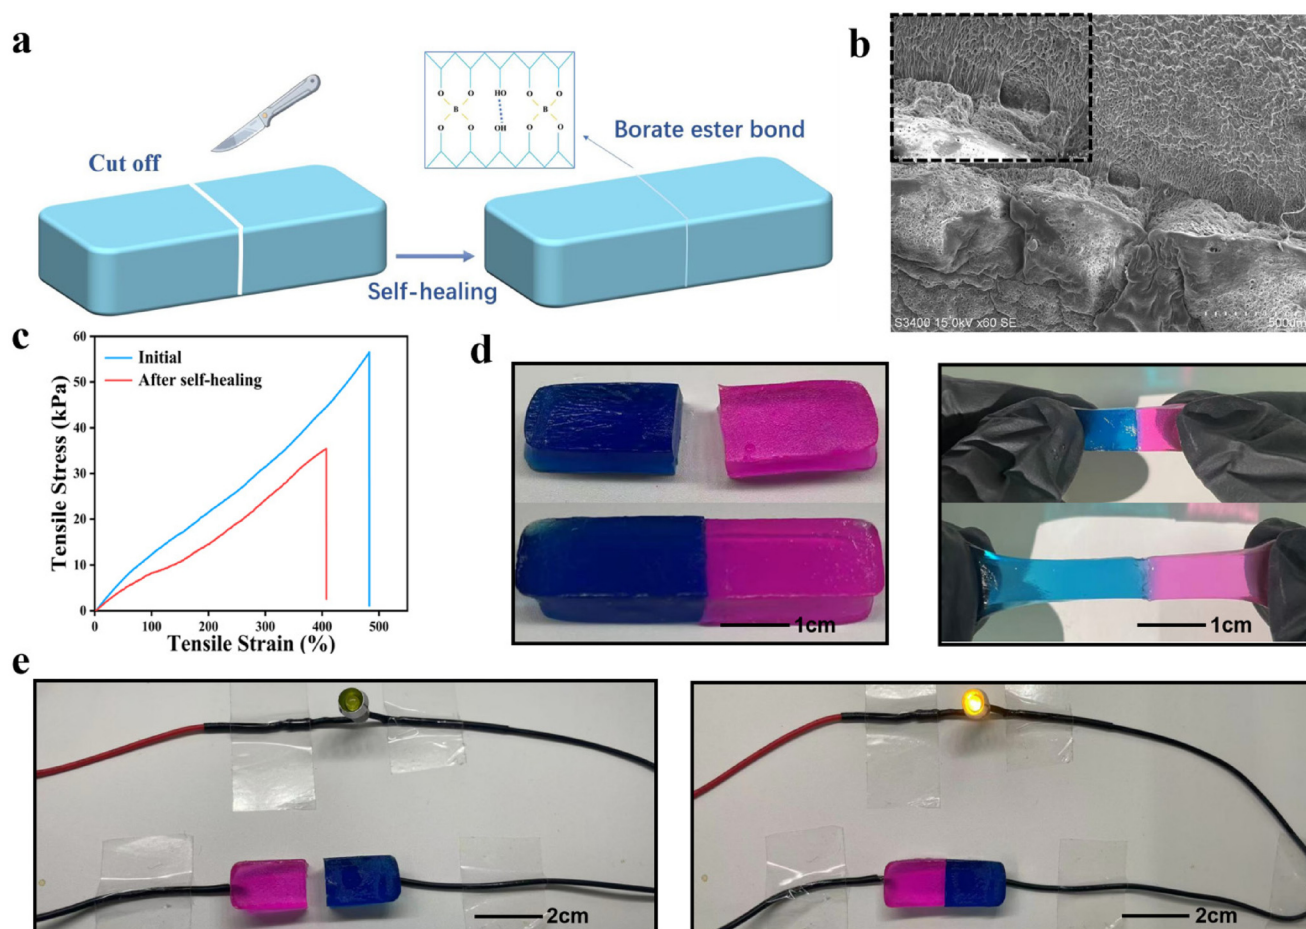 a
Cut off
O
O
HO
O
O
B
B
O
O
OH
O
O
Borate ester bond
Self-healing
b
S3400 15.0kV x60 SE
500um
c
Initial
After self-healing
Tensile Stress (kPa)
60
50
40
30
20
10
0
0
100
200
300
400
500
Tensile Strain (%)
d
1cm
1cm
e
2cm
2cm